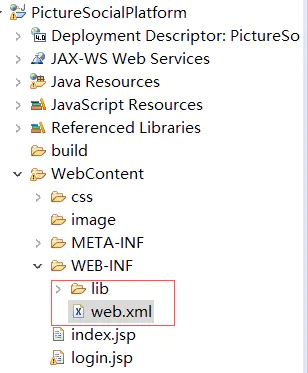 PictureSocialPlatform
Deployment Descriptor: PictureSo
JAX-WS Web Services
Java Resources
JavaScript Resources
Referenced Libraries
build
WebContent
css
image
META-INF
WEB-INF
lib
web.xml
index.jsp
login.jsp